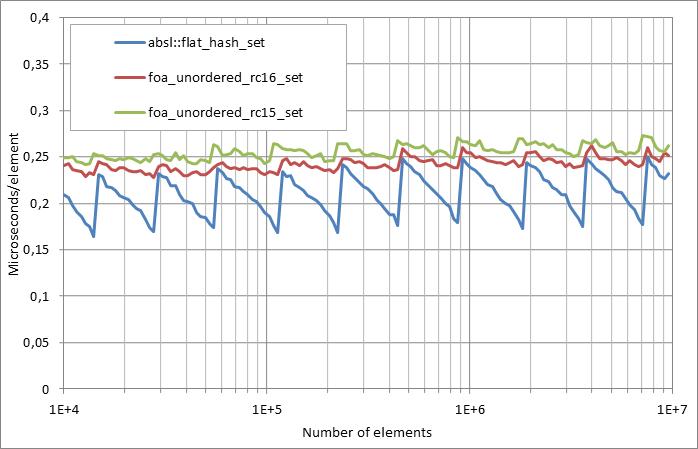 0,4
0,35
0,3
0,25
0,2
0,15
0,1
0,05
0
Microseconds/element
absl::flat_hash_set
foa_unordered_rc16_set
foa_unordered_rc15_set
1E+4 1E+5 1E+6 1E+7
Number of elements